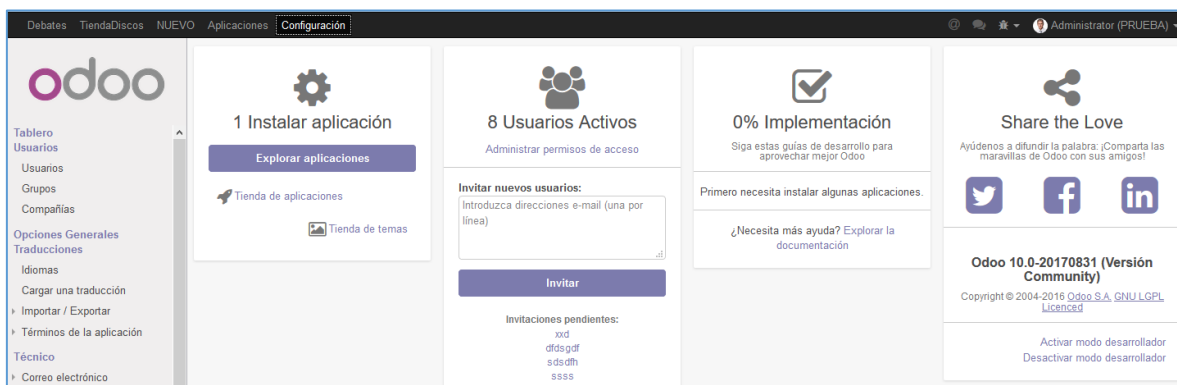 Debates TiendaDiscos NUEVO Aplicaciones Configuración
@ Administrator (PRUEBA)
odoo
Tablero
Usuarios
Usuarios
Grupos
Compañías
Opciones Generales
Traducciones
Idiomas
Cargar una traducción
Importar / Exportar
Términos de la aplicación
Técnico
Correo electrónico
1 Instalar aplicación
Explorar aplicaciones
Tienda de aplicaciones
Tienda de temas
8 Usuarios Activos
Administrar permisos de acceso
Invitar nuevos usuarios:
Introduzca direcciones e-mail (una por
línea)
Invitar
Invitaciones pendientes:
xxd
dfdsgdf
sdsdfh
ssss
0% Implementación
Siga estas guías de desarrollo para
aprovechar mejor Odoo
Primero necesita instalar algunas aplicaciones.
¿Necesita más ayuda? Explorar la
documentación
Share the Love
Ayúdenos a difundir la palabra: ¡Comparta las
maravillas de Odoo con sus amigos!
Odoo 10.0-20170831 (Versión
Community)
Copyright © 2004-2016 Odoo S.A. GNU LGPL
Licenced
Activar modo desarrollador
Desactivar modo desarrollador